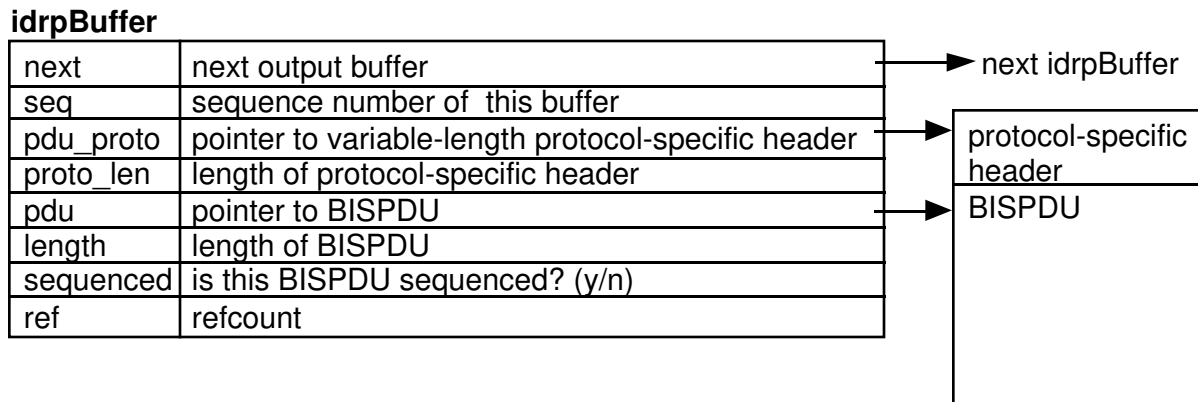 idrpBuffer
next next output buffer next idrpBuffer
seq sequence number of this buffer
pdu_proto pointer to variable-length protocol-specific header protocol-specific
proto_len length of protocol-specific header header
pdu pointer to BISPDU BISPDU
length length of BISPDU
sequenced is this BISPDU sequenced? (y/n)
ref refcount